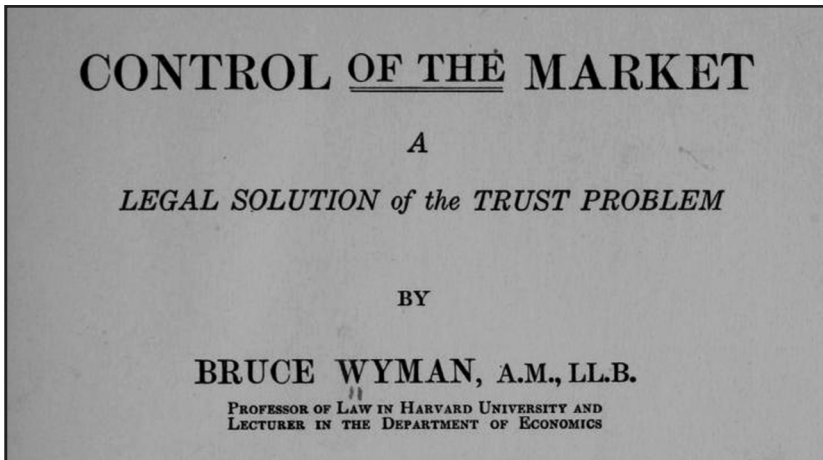 CONTROL OF THE MARKET
A
LEGAL SOLUTION of the TRUST PROBLEM
BY
BRUCE WYMAN, A.M., LL.B.
PROFESSOR OF LAW IN HARVARD UNIVERSITY AND
LECTURER IN THE DEPARTMENT OF ECONOMICS